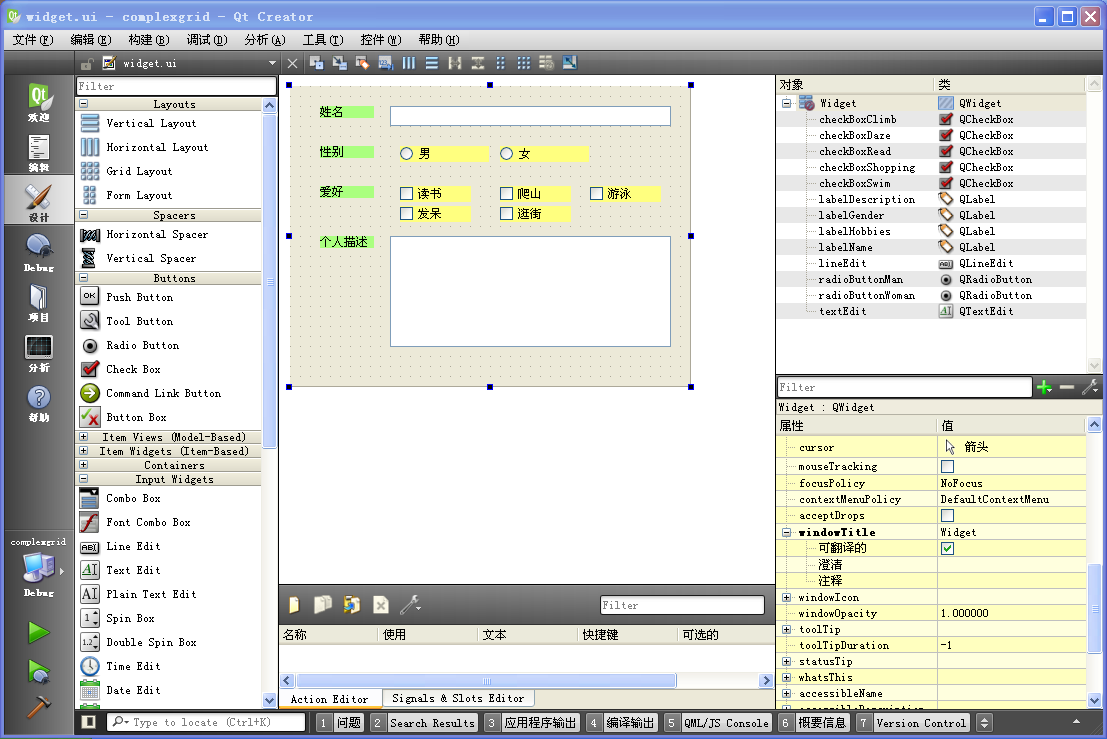 widget.ui - complexgrid - Qt Creator
文件(F) 编辑(E) 构建(B) 调试(D) 分析(A) 工具(T) 控件(W) 帮助(H)
widget.ui
欢迎
编辑
设计
Debug
项目
分析
帮助
complexgrid
Debug
Filter
Layouts
Vertical Layout
Horizontal Layout
Grid Layout
Form Layout
Spacers
Horizontal Spacer
Vertical Spacer
Buttons
OK Push Button
Tool Button
Radio Button
Check Box
Command Link Button
Button Box
Item Views (Model-Based)
Item Widgets (Item-Based)
Containers
Input Widgets
Combo Box
Font Combo Box
Line Edit
Text Edit
Plain Text Edit
Spin Box
Double Spin Box
Time Edit
Date Edit
姓名
性别 男 女
爱好 读书 爬山 游泳
发呆 逛街
个人描述
Filter
名称 使用 文本 快捷键 可选的
Action Editor Signals & Slots Editor
对象 类
Widget QWidget
checkBoxClimb QCheckBox
checkBoxDaze QCheckBox
checkBoxRead QCheckBox
checkBoxShopping QCheckBox
checkBoxSwim QCheckBox
labelDescription QLabel
labelGender QLabel
labelHobbies QLabel
labelName QLabel
lineEdit QLineEdit
radioButtonMan QRadioButton
radioButtonWoman QRadioButton
textEdit QTextEdit
Filter
Widget : QWidget
属性 值
cursor 箭头
mouseTracking
focusPolicy NoFocus
contextMenuPolicy DefaultContextMenu
acceptDrops
windowTitle Widget
可翻译的
澄清
注释
windowIcon
windowOpacity 1.000000
toolTip
toolTipDuration -1
statusTip
whatsThis
accessibleName
accessibleDescription
Type to locate (Ctrl+K) 1 问题 2 Search Results 3 应用程序输出 4 编译输出 5 QML/JS Console 6 概要信息 7 Version Control